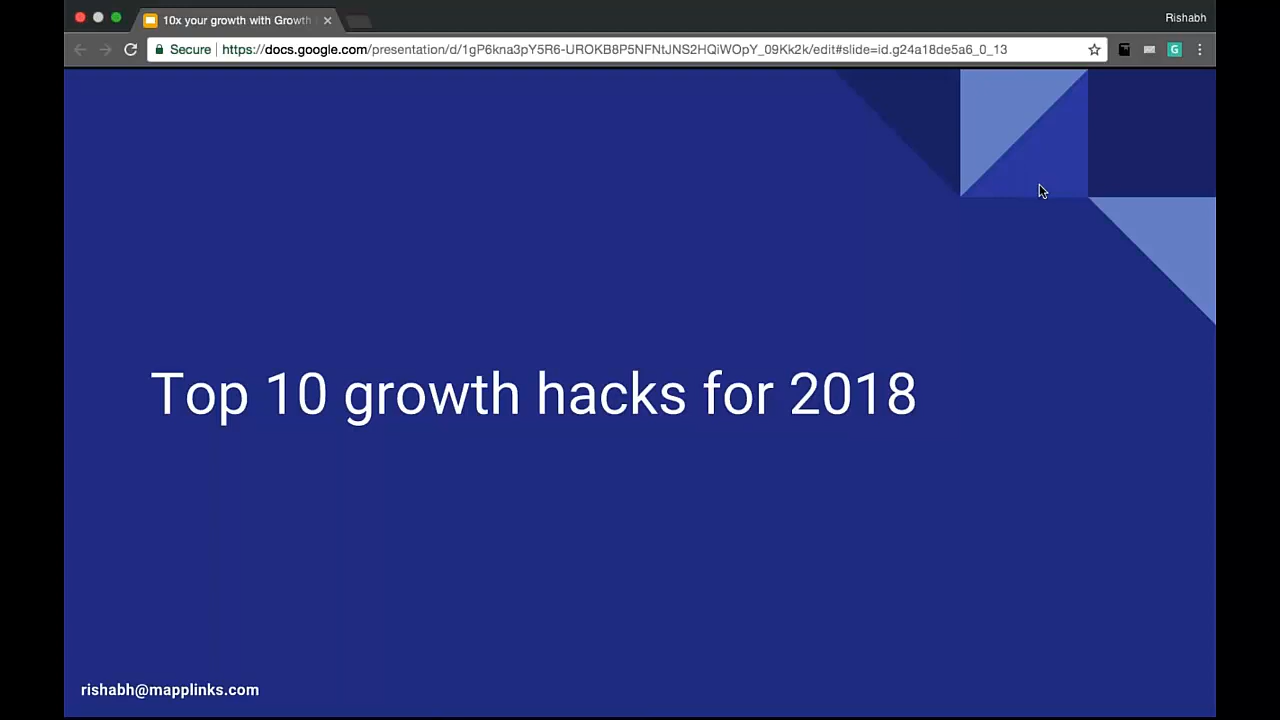 10x your growth with Growth
Rishabh
Secure
https://docs.google.com/presentation/d/1gP6kna3pY5R6-UROKB8P5NFNtJNS2HQiWOpY_09Kk2k/edit#slide=id.g24a18de5a6_0_13
G
Top 10 growth hacks for 2018
rishabh@mapplinks.com